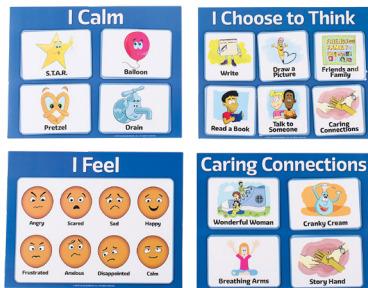 I Calm
S.T.A.R.
Balloon
Pretzel
Drain
I Choose to Think
Write
Draw a
Picture
Friends and
Family
Read a Book
Talk to
Someone
Caring
Connections
I Feel
Angry
Scared
Sad
Happy
Frustrated
Anxious
Disappointed
Calm
Caring Connections
Wonderful Woman
Cranky Cream
Breathing Arms
Story Hand